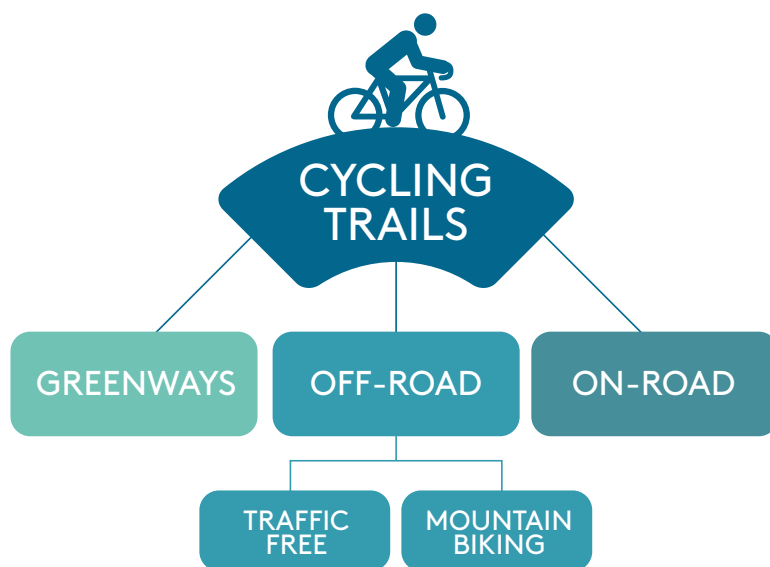 CYCLING
TRAILS
GREENWAYS
OFF-ROAD
ON-ROAD
TRAFFIC
FREE
MOUNTAIN
BIKING